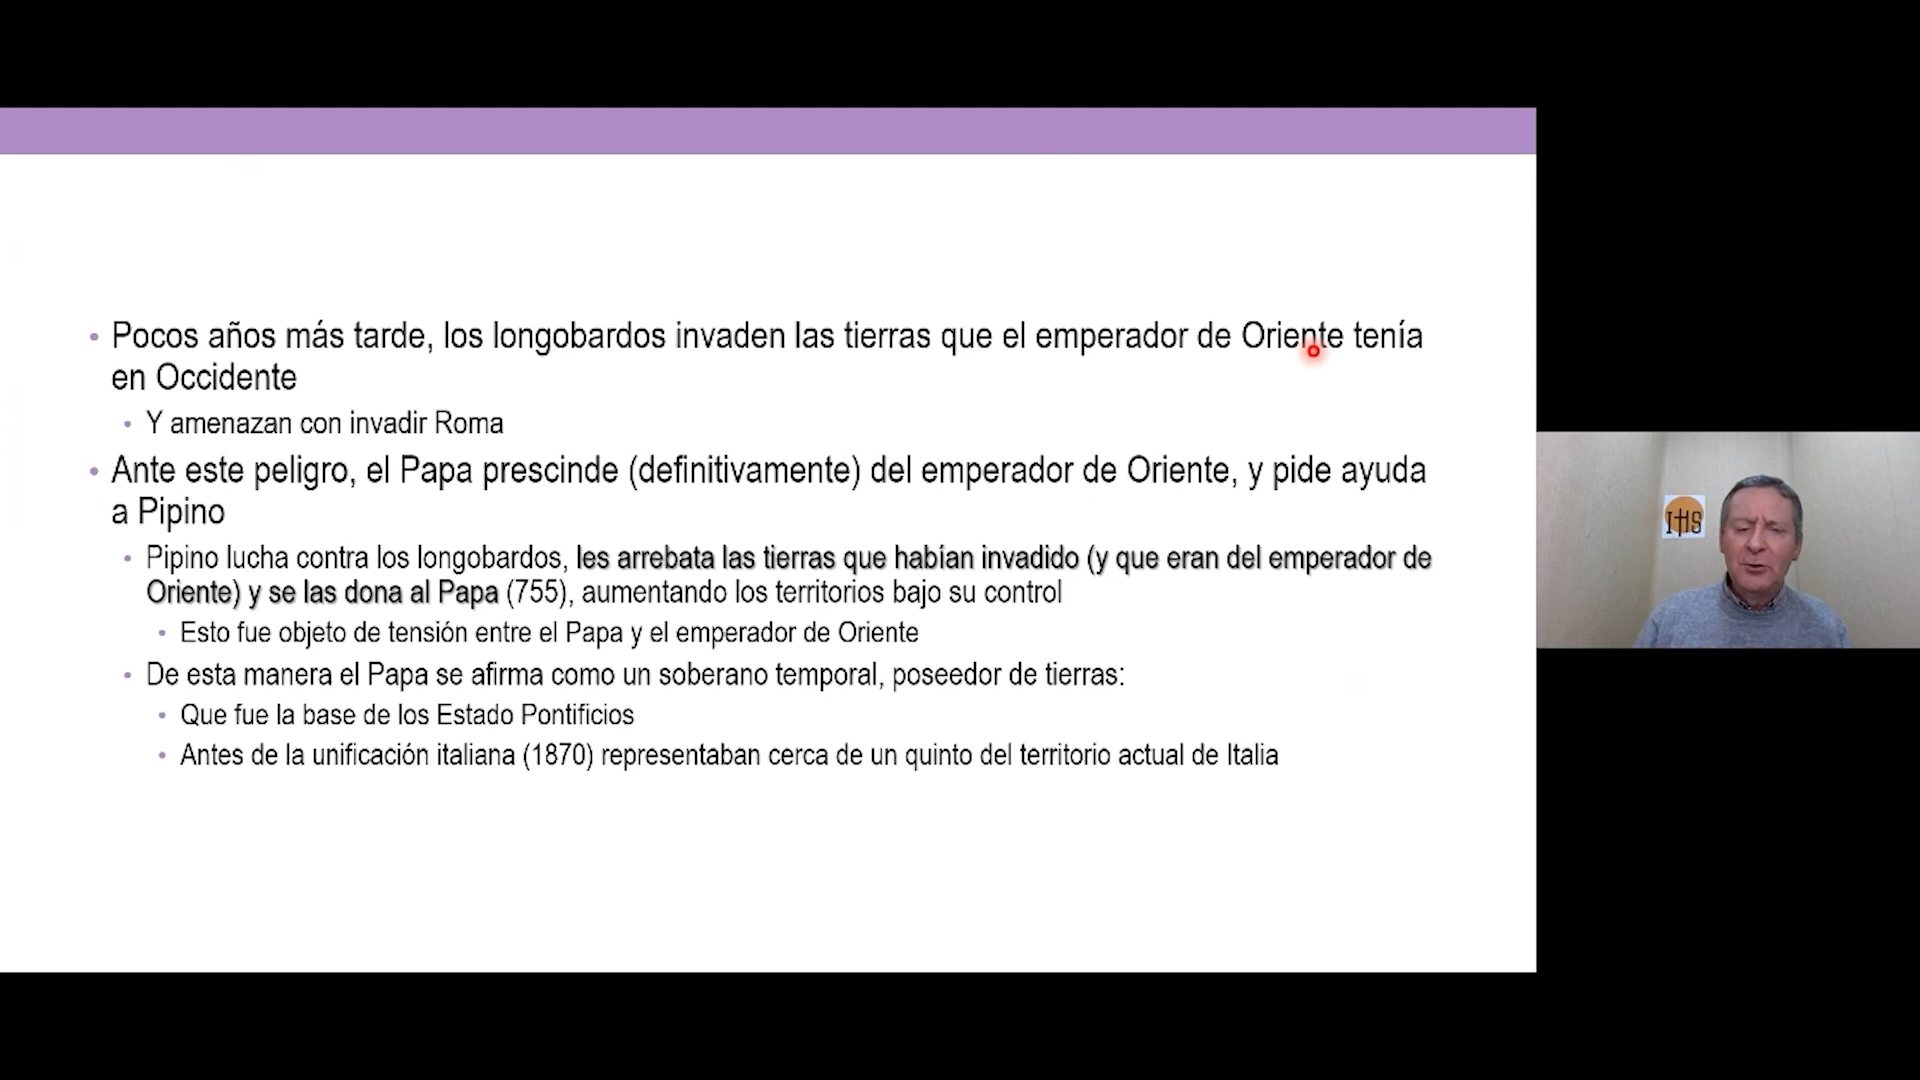 • Pocos años más tarde, los longobardos invaden las tierras que el emperador de Oriente tenía
en Occidente
• Y amenazan con invadir Roma
• Ante este peligro, el Papa prescinde (definitivamente) del emperador de Oriente, y pide ayuda
a Pipino
• Pipino lucha contra los longobardos, les arrebata las tierras que habían invadido (y que eran del emperador de
Oriente) y se las dona al Papa (755), aumentando los territorios bajo su control
• Esto fue objeto de tensión entre el Papa y el emperador de Oriente
• De esta manera el Papa se afirma como un soberano temporal, poseedor de tierras:
• Que fue la base de los Estado Pontificios
• Antes de la unificación italiana (1870) representaban cerca de un quinto del territorio actual de Italia
IHS